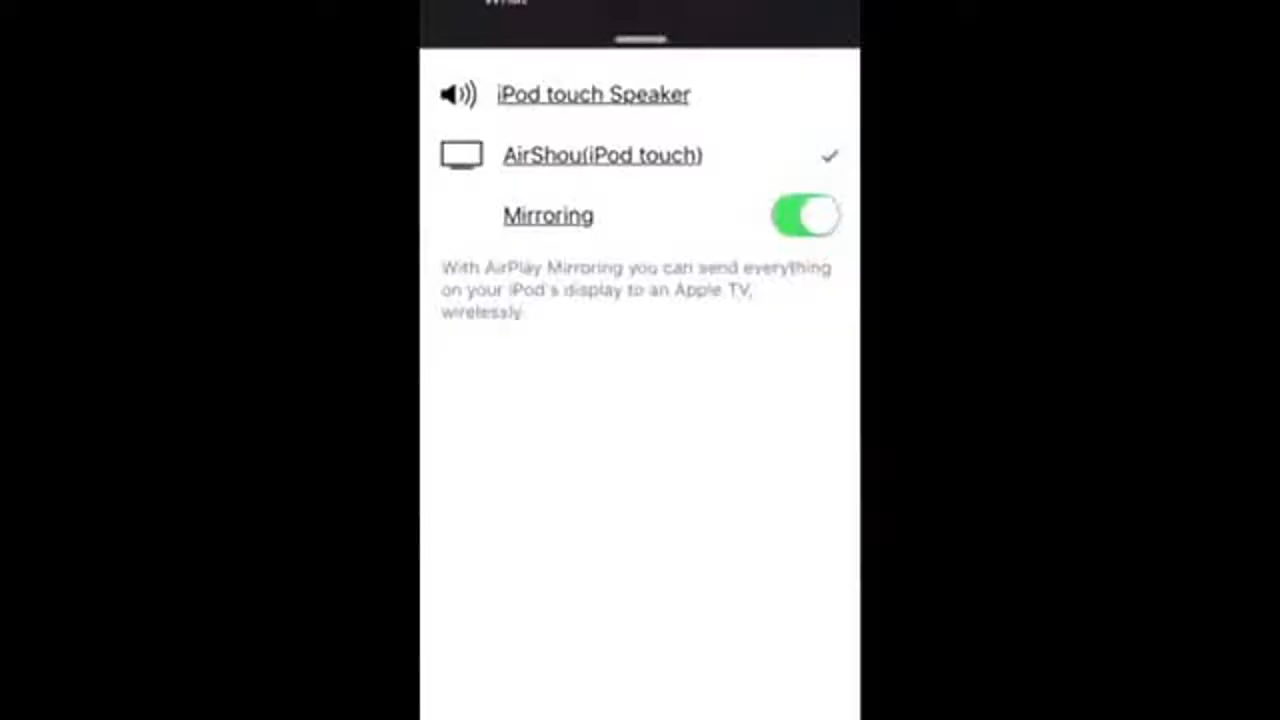 iPod touch Speaker
AirShou(iPod touch)
Mirroring
With AirPlay Mirroring you can send everything
on your iPod's display to an Apple TV,
wirelessly.